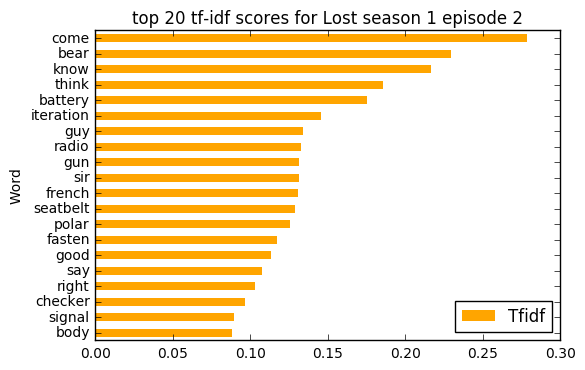 top 20 tf-idf scores for Lost season 1 episode 2
Word
come
bear
know
think
battery
iteration
guy
radio
gun
sir
french
seatbelt
polar
fasten
good
say
right
checker
signal
body
Tfidf
0.00 0.05 0.10 0.15 0.20 0.25 0.30